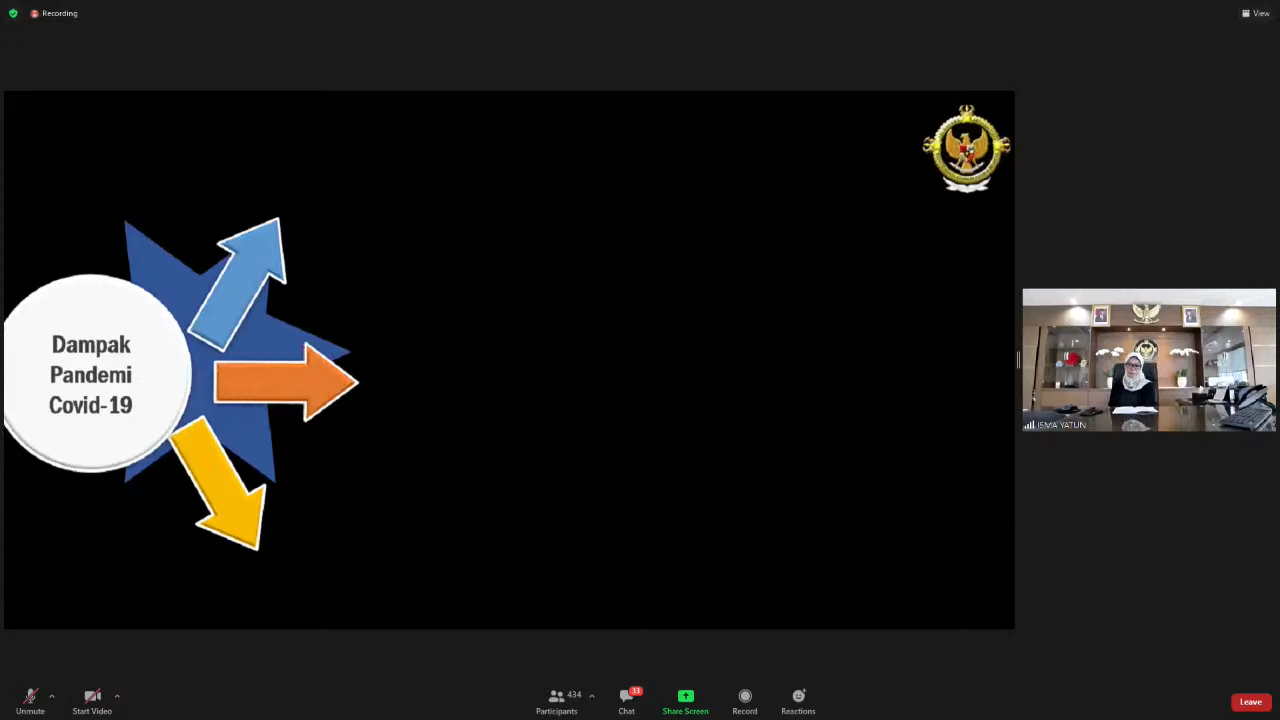 Recording
View
Dampak
Pandemi
Covid-19
ISMA YATUN
Unmute
Start Video
434
Participants
33
Chat
Share Screen
Record
Reactions
Leave